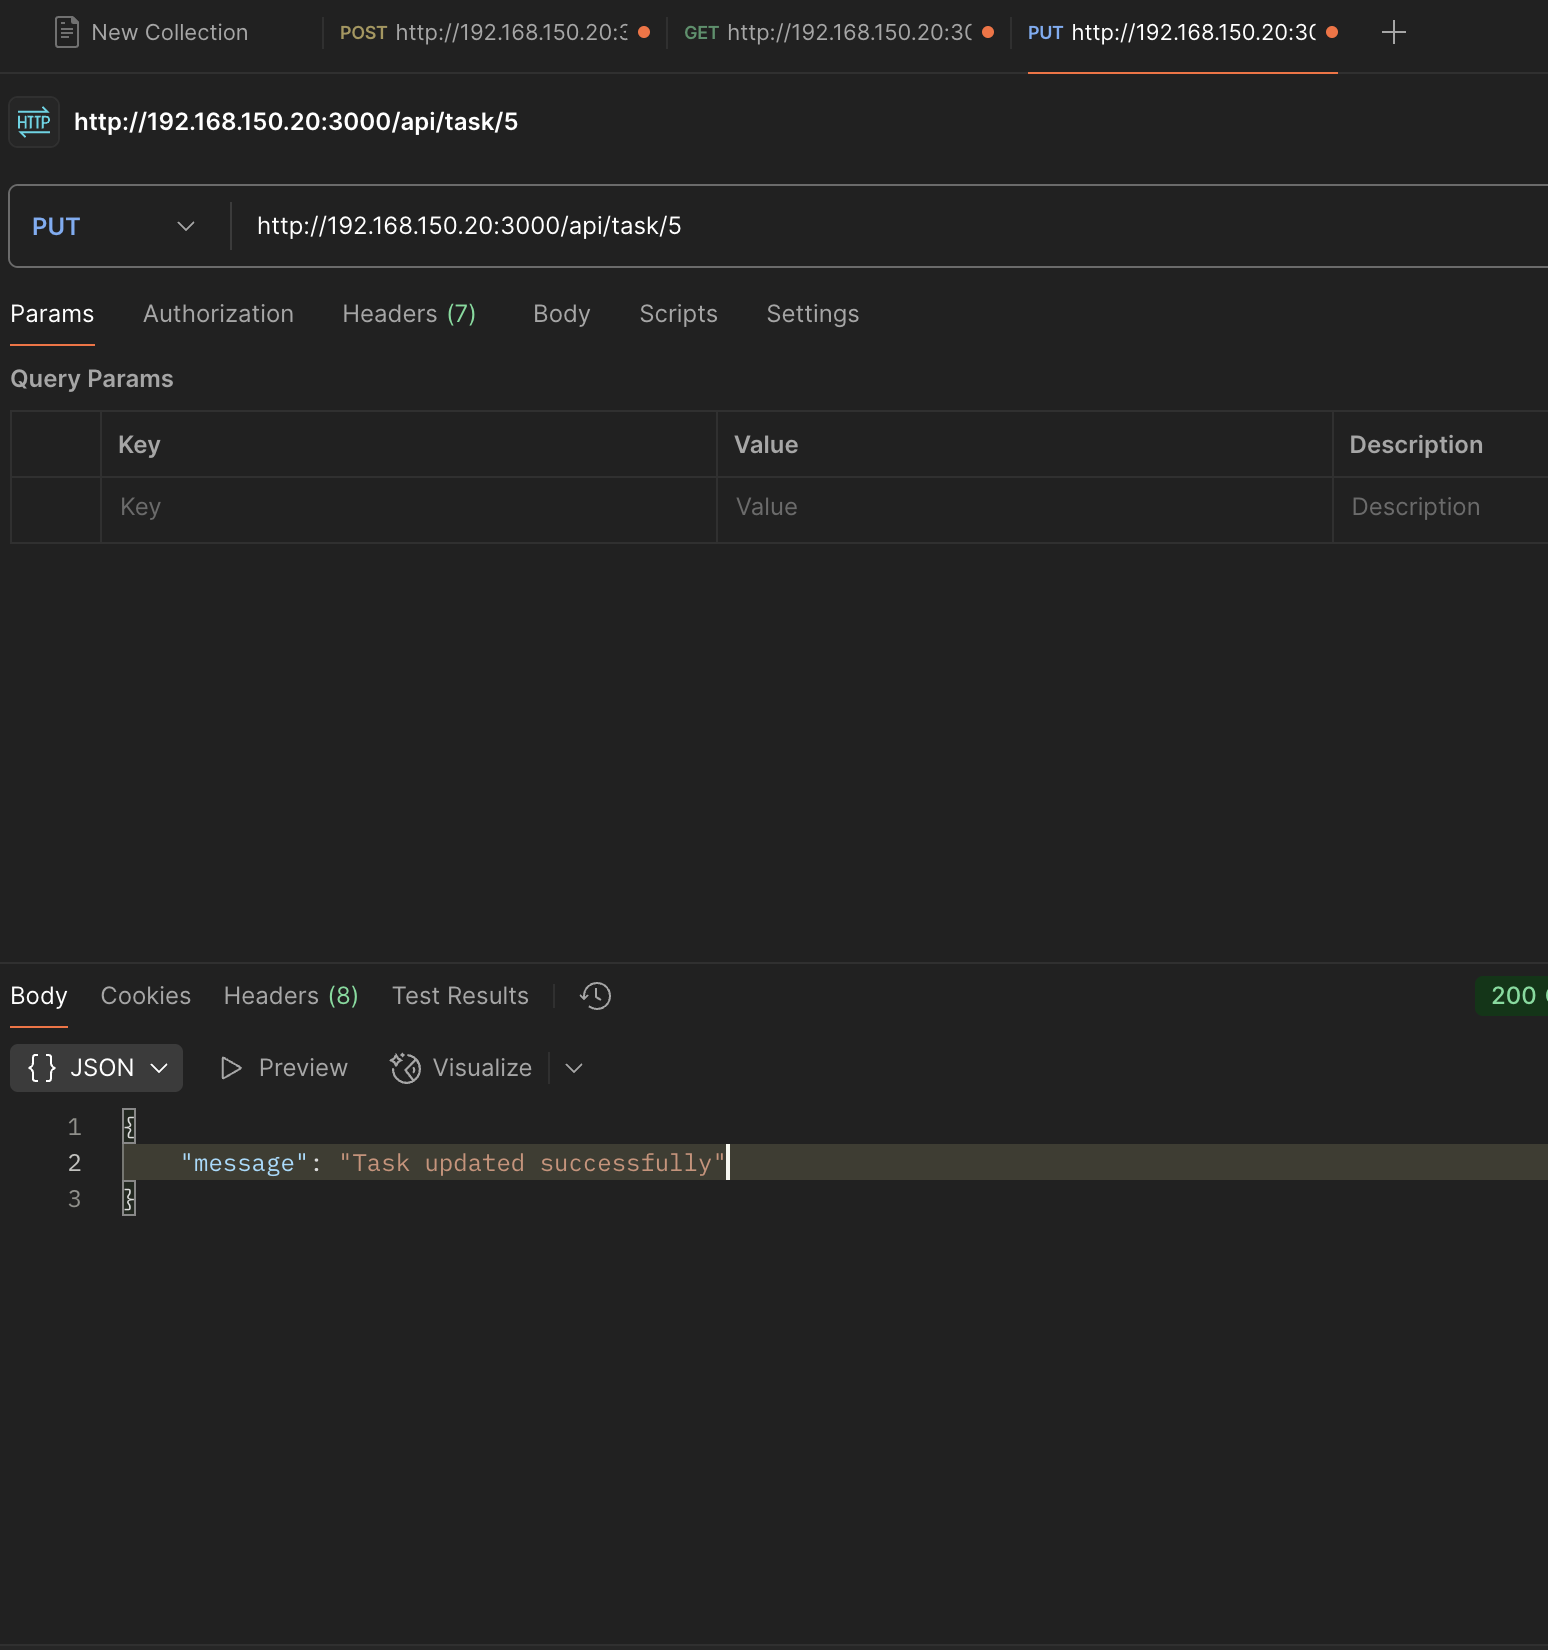 New Collection POST http://192.168.150.20:3 GET http://192.168.150.20:30 PUT http://192.168.150.20:30
HTTP http://192.168.150.20:3000/api/task/5
PUT http://192.168.150.20:3000/api/task/5
Params Authorization Headers (7) Body Scripts Settings
Query Params
Key Value Description
Key Value Description
Body Cookies Headers (8) Test Results 200
{} JSON Preview Visualize
1 {
2 "message": "Task updated successfully"
3 }